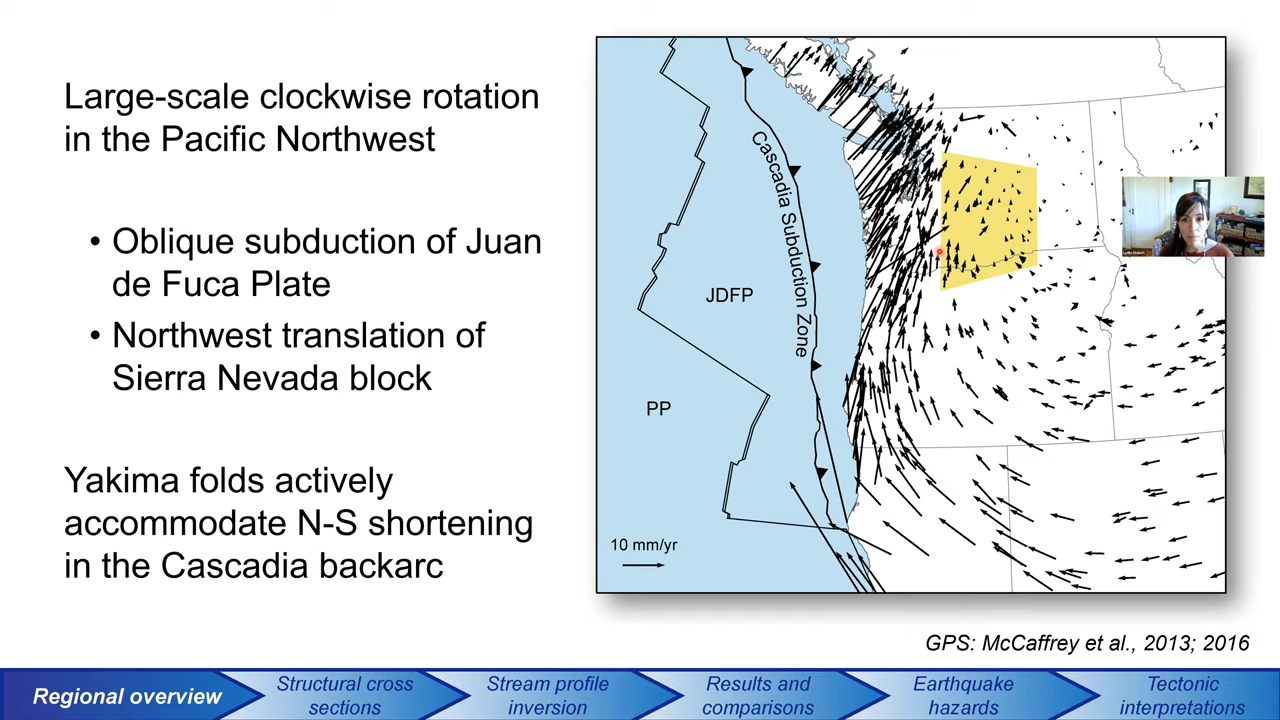 Large-scale clockwise rotation
in the Pacific Northwest
• Oblique subduction of Juan
de Fuca Plate
• Northwest translation of
Sierra Nevada block
Yakima folds actively
accommodate N-S shortening
in the Cascadia backarc
Cascadia Subduction Zone
JDFP
PP
10 mm/yr
GPS: McCaffrey et al., 2013; 2016
Regional overview
Structural cross
sections
Stream profile
inversion
Results and
comparisons
Earthquake
hazards
Tectonic
interpretations